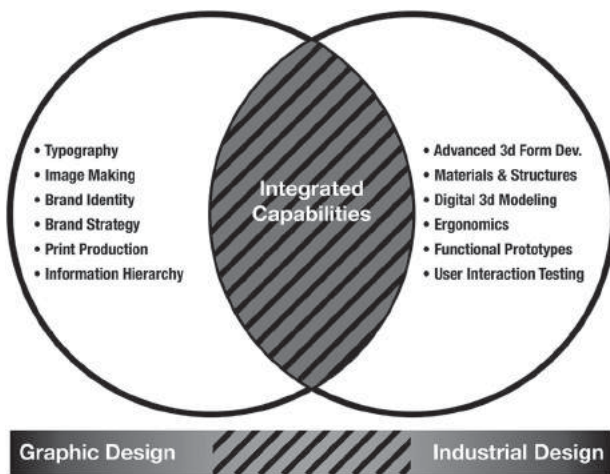 • Typography
• Image Making
• Brand Identity
• Brand Strategy
• Print Production
• Information Hierarchy
Integrated
Capabilities
• Advanced 3d Form Dev.
• Materials & Structures
• Digital 3d Modeling
• Ergonomics
• Functional Prototypes
• User Interaction Testing
Graphic Design
Industrial Design